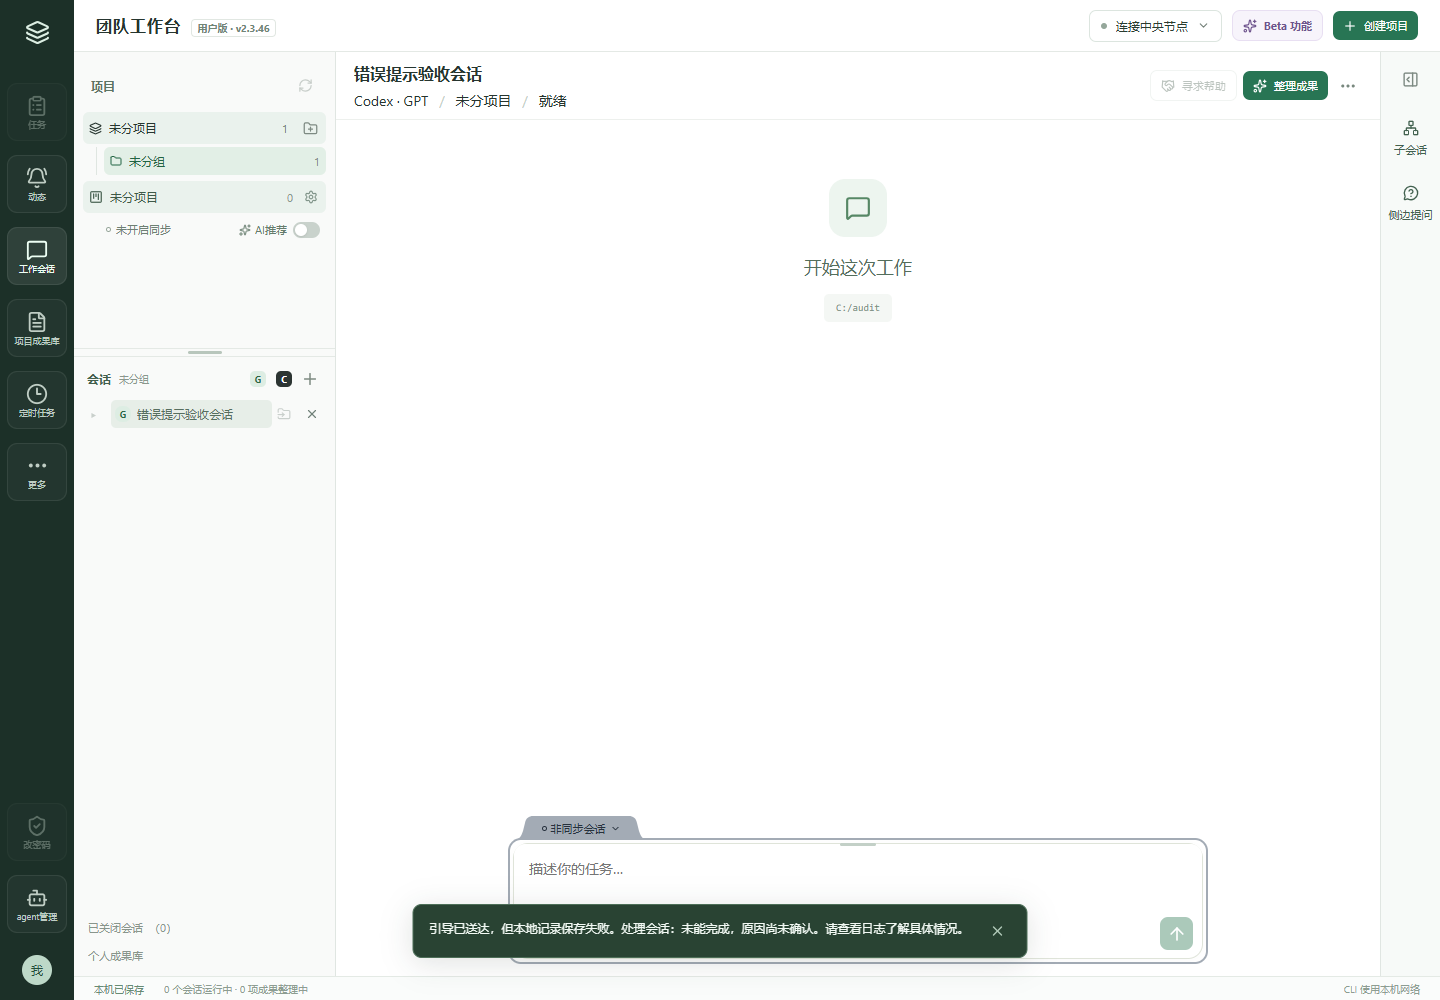 团队工作台
用户版 · v2.3.46
连接中央节点
Beta 功能
创建项目
任务
动态
工作会话
项目成果库
定时任务
更多
改密码
agent管理
我
项目
未分项目 1
未分组 1
未分项目 0
未开启同步
AI推荐
会话 未分组
G
C
G 错误提示验收会话
已关闭会话 (0)
个人成果库
错误提示验收会话
Codex · GPT / 未分项目 / 就绪
寻求帮助
整理成果
开始这次工作
C:/audit
子会话
侧边提问
非同步会话
描述你的任务...
引导已送达，但本地记录保存失败。处理会话：未能完成，原因尚未确认。请查看日志了解具体情况。
本机已保存
0 个会话运行中 · 0 项成果整理中
CLI 使用本机网络